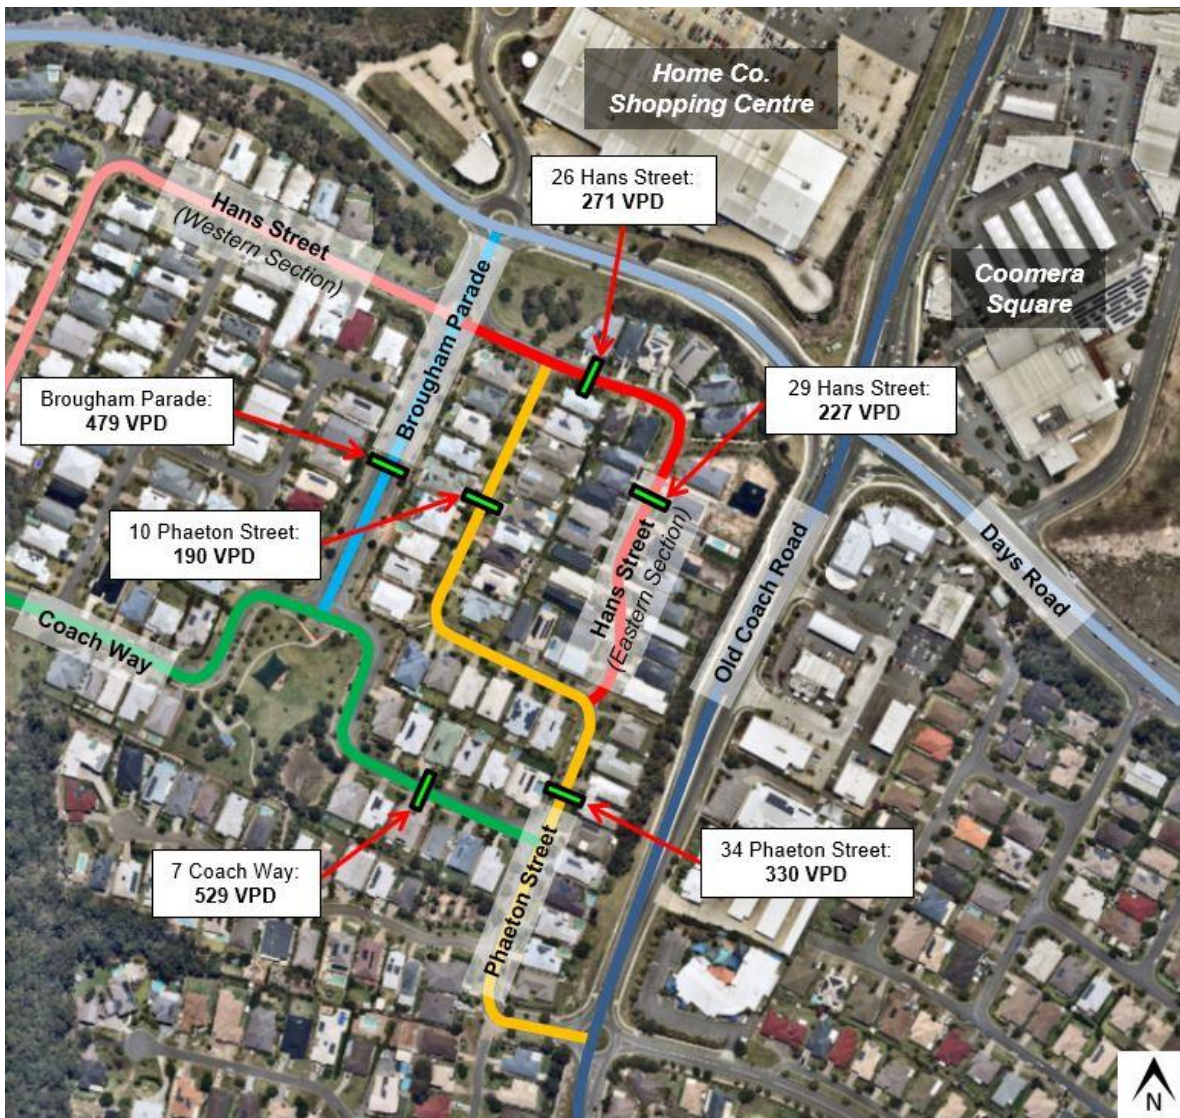 Home Co.
Shopping Centre
26 Hans Street:
271 VPD
Hans Street
(Western Section)
Brougham Parade
Coomera
Square
29 Hans Street:
227 VPD
Brougham Parade:
479 VPD
10 Phaeton Street:
190 VPD
Hans Street
(Eastern Section)
Old Coach Road
Days Road
Coach Way
7 Coach Way:
529 VPD
34 Phaeton Street:
330 VPD
Phaeton Street
N